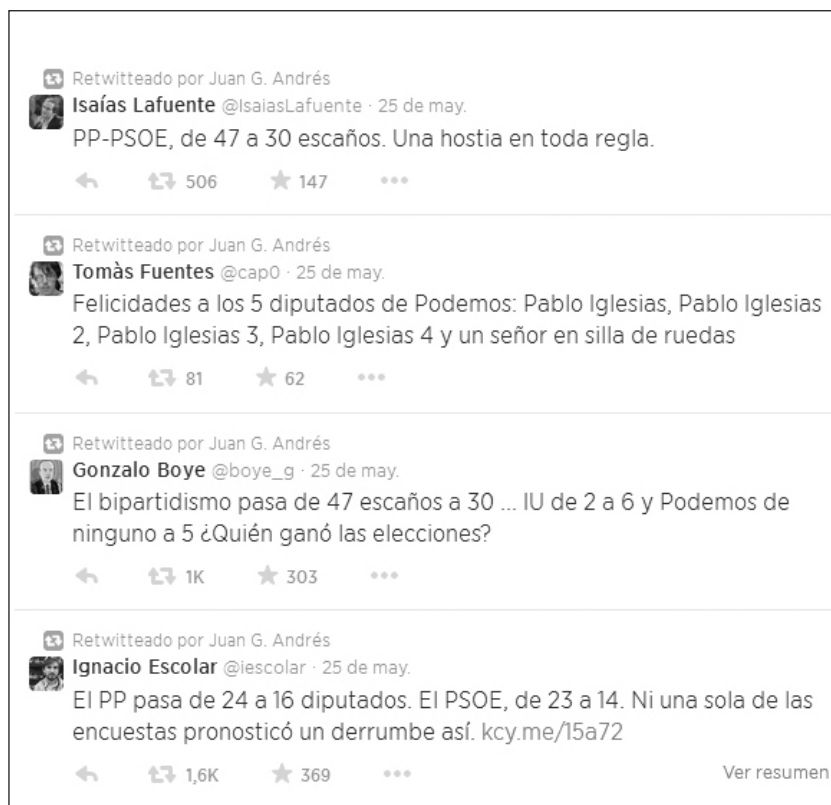 Retwitteado por Juan G. Andrés
Isaías Lafuente @IsaiasLafuente · 25 de may.
PP-PSOE, de 47 a 30 escaños. Una hostia en toda regla.
506 147
Retwitteado por Juan G. Andrés
Tomàs Fuentes @cap0 · 25 de may.
Felicidades a los 5 diputados de Podemos: Pablo Iglesias, Pablo Iglesias
2, Pablo Iglesias 3, Pablo Iglesias 4 y un señor en silla de ruedas
81 62
Retwitteado por Juan G. Andrés
Gonzalo Boye @boye_g · 25 de may.
El bipartidismo pasa de 47 escaños a 30 ... IU de 2 a 6 y Podemos de
ninguno a 5 ¿Quién ganó las elecciones?
1K 303
Retwitteado por Juan G. Andrés
Ignacio Escolar @iescolar · 25 de may.
El PP pasa de 24 a 16 diputados. El PSOE, de 23 a 14. Ni una sola de las
encuestas pronosticó un derrumbe así. kcy.me/15a72
1,6K 369 Ver resumen